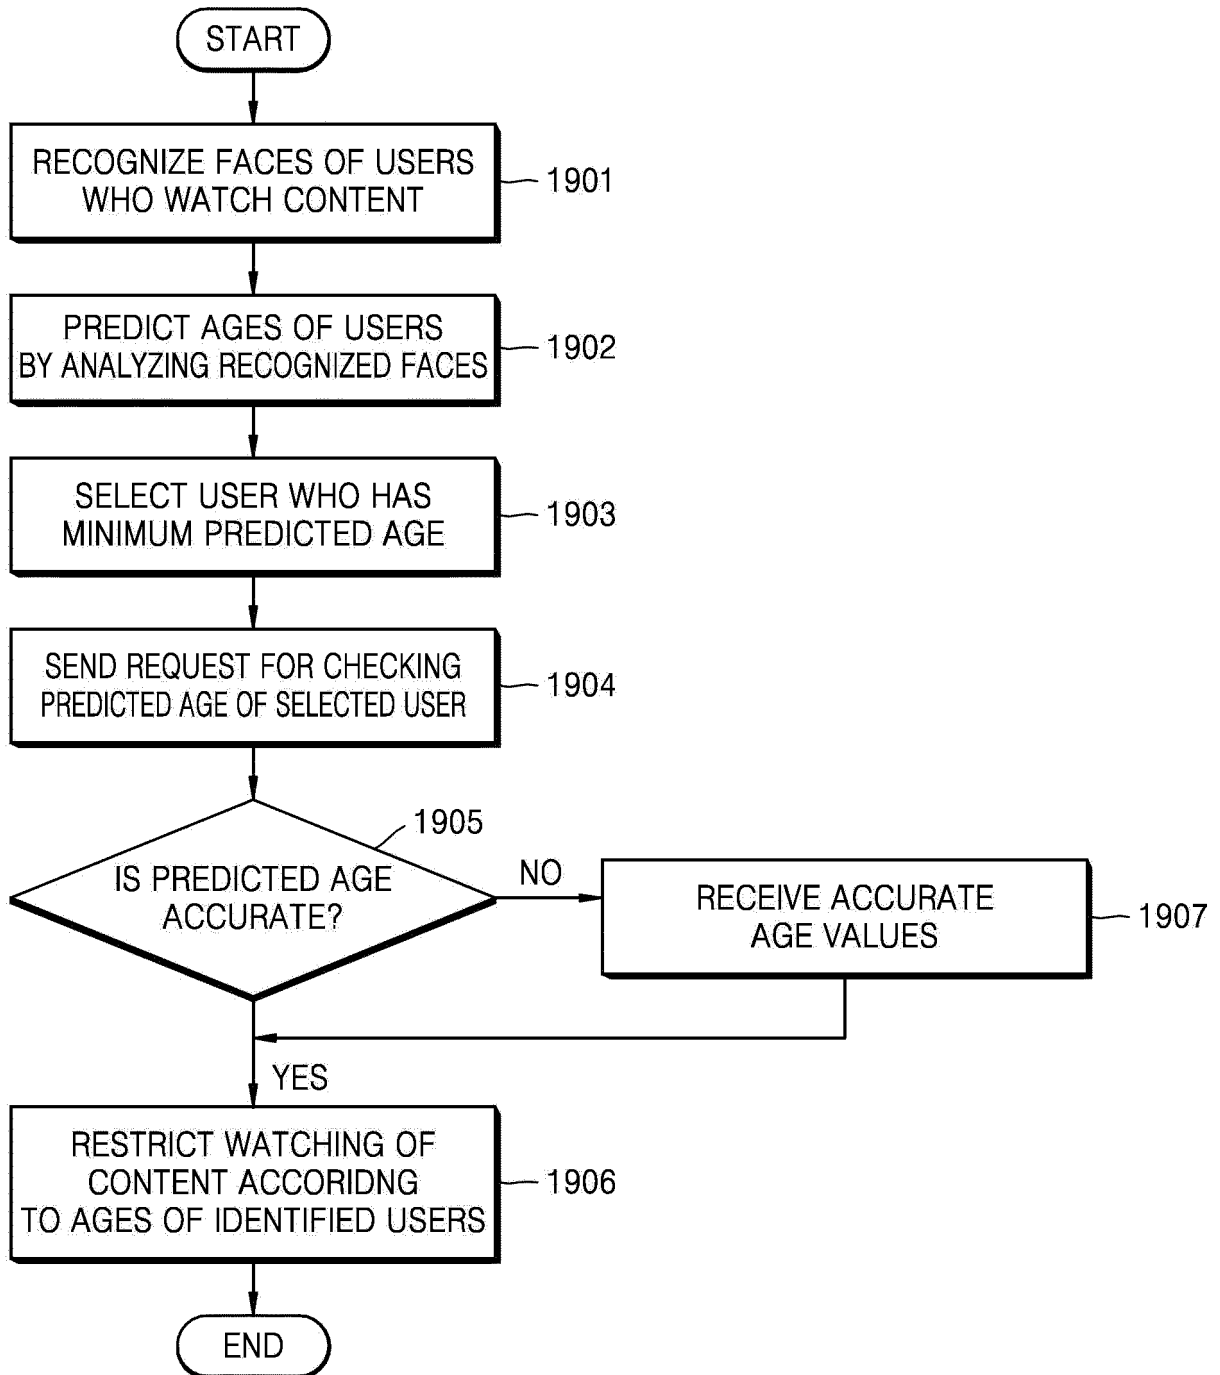 START
RECOGNIZE FACES OF USERS
WHO WATCH CONTENT
1901
PREDICT AGES OF USERS
BY ANALYZING RECOGNIZED FACES
1902
SELECT USER WHO HAS
MINIMUM PREDICTED AGE
1903
SEND REQUEST FOR CHECKING
PREDICTED AGE OF SELECTED USER
1904
1905
IS PREDICTED AGE
ACCURATE?
NO
RECEIVE ACCURATE
AGE VALUES
1907
YES
RESTRICT WATCHING OF
CONTENT ACCORIDNG
TO AGES OF IDENTIFIED USERS
1906
END